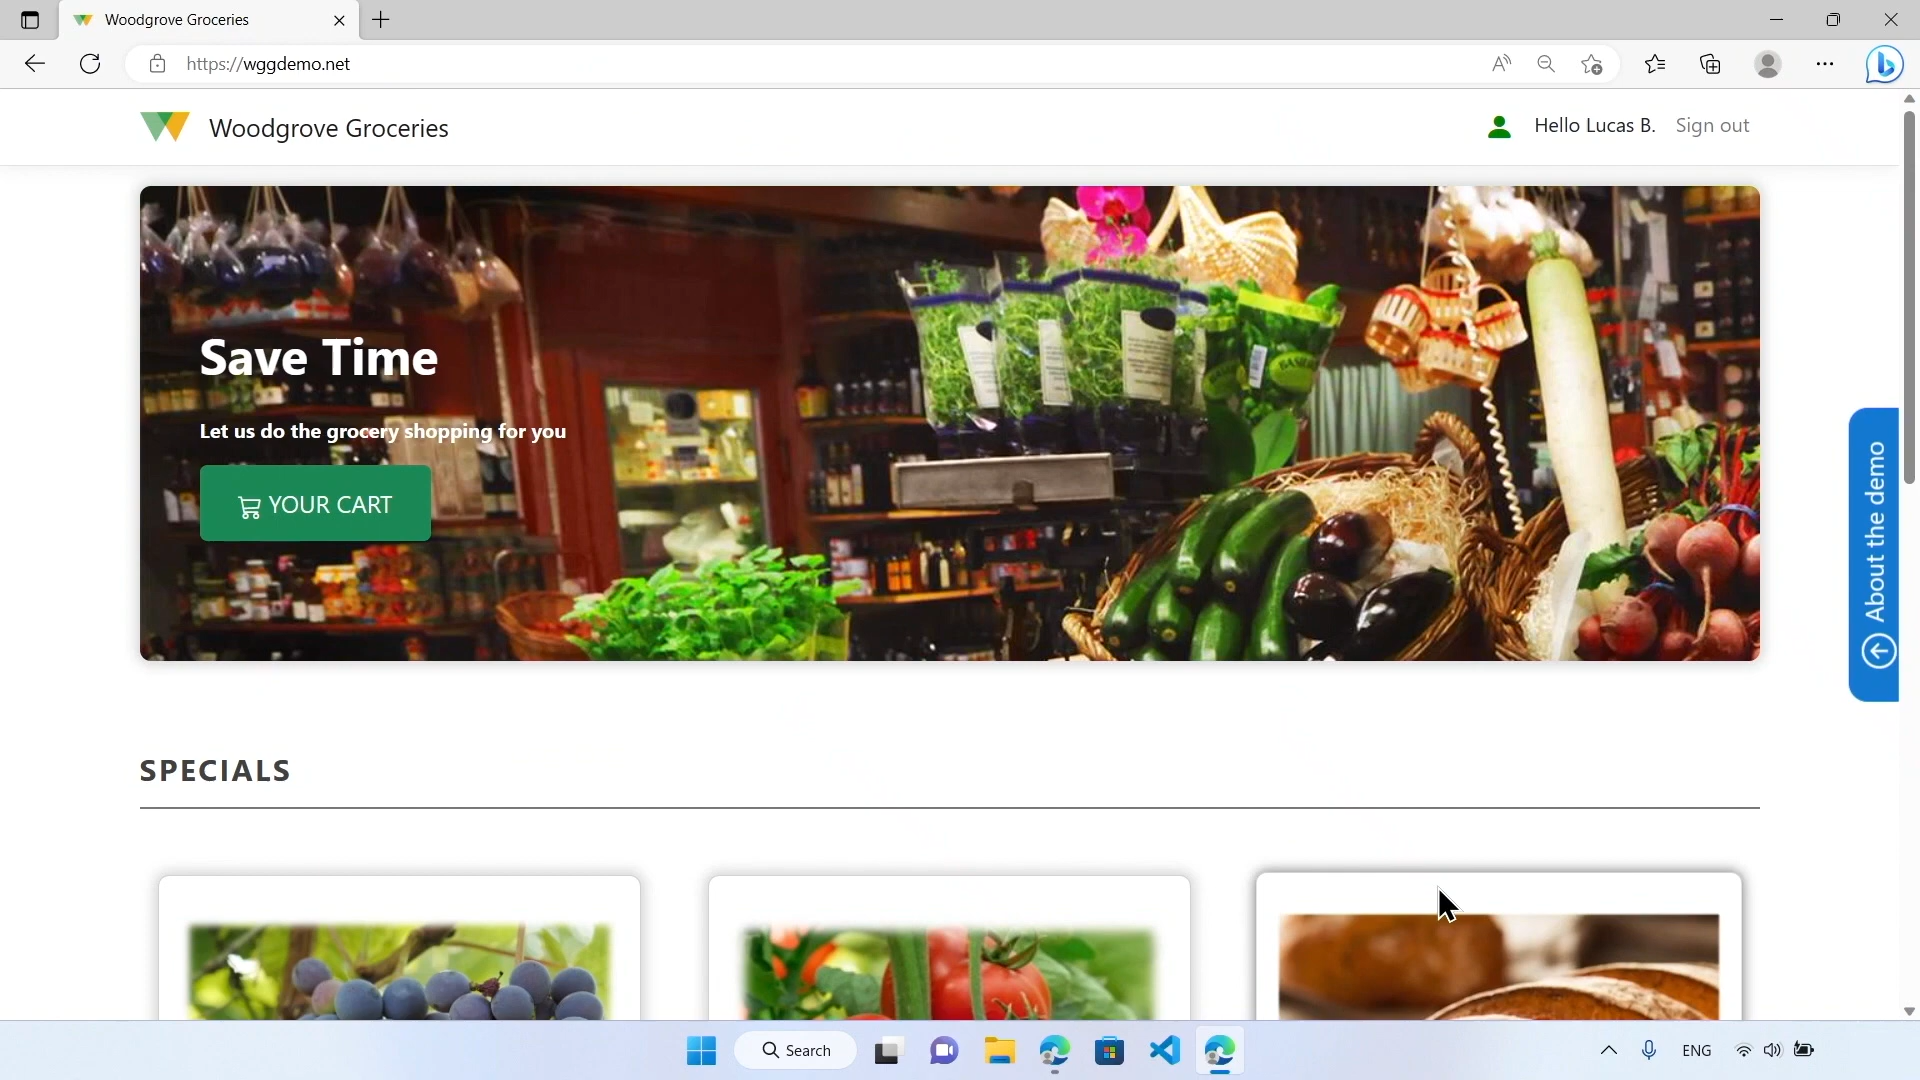 Woodgrove Groceries
https://wggdemo.net
Woodgrove Groceries
Hello Lucas B.
Sign out
Save Time
Let us do the grocery shopping for you
YOUR CART
About the demo
SPECIALS
Search
ENG